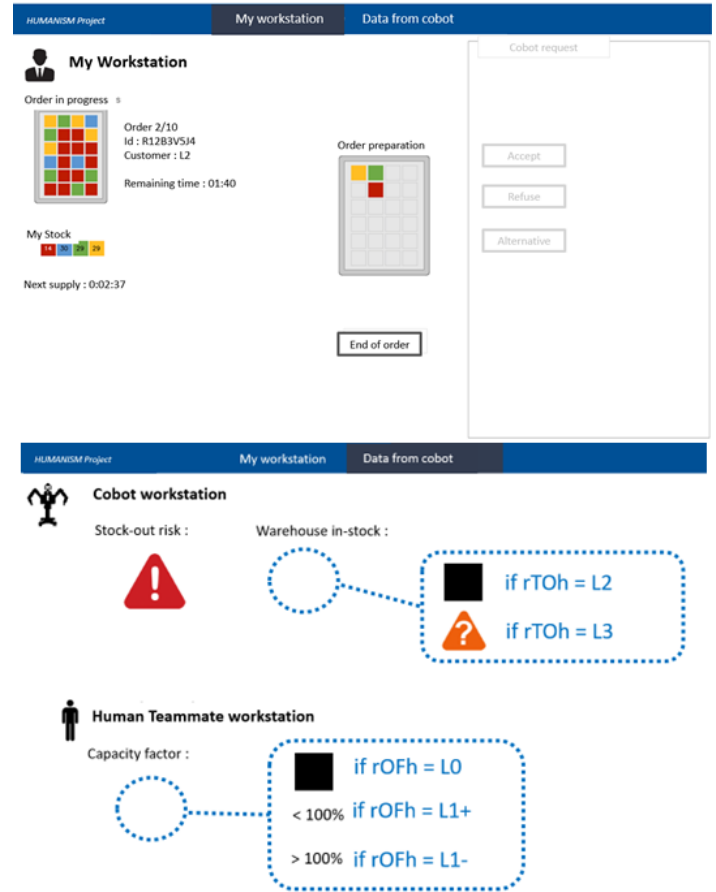 HUMANISM Project My workstation Data from cobot
Cobot request
My Workstation
Order in progress s
Order 2/10
Id : R12B3V5J4
Customer : L2
Remaining time : 01:40
Order preparation
Accept
Refuse
Alternative
My Stock
14 30 29 29
Next supply : 0:02:37
End of order
HUMANISM Project My workstation Data from cobot
Cobot workstation
Stock-out risk :
Warehouse in-stock :
!
if rTOh = L2
? if rTOh = L3
Human Teammate workstation
Capacity factor :
if rOFh = L0
< 100% if rOFh = L1+
> 100% if rOFh = L1-